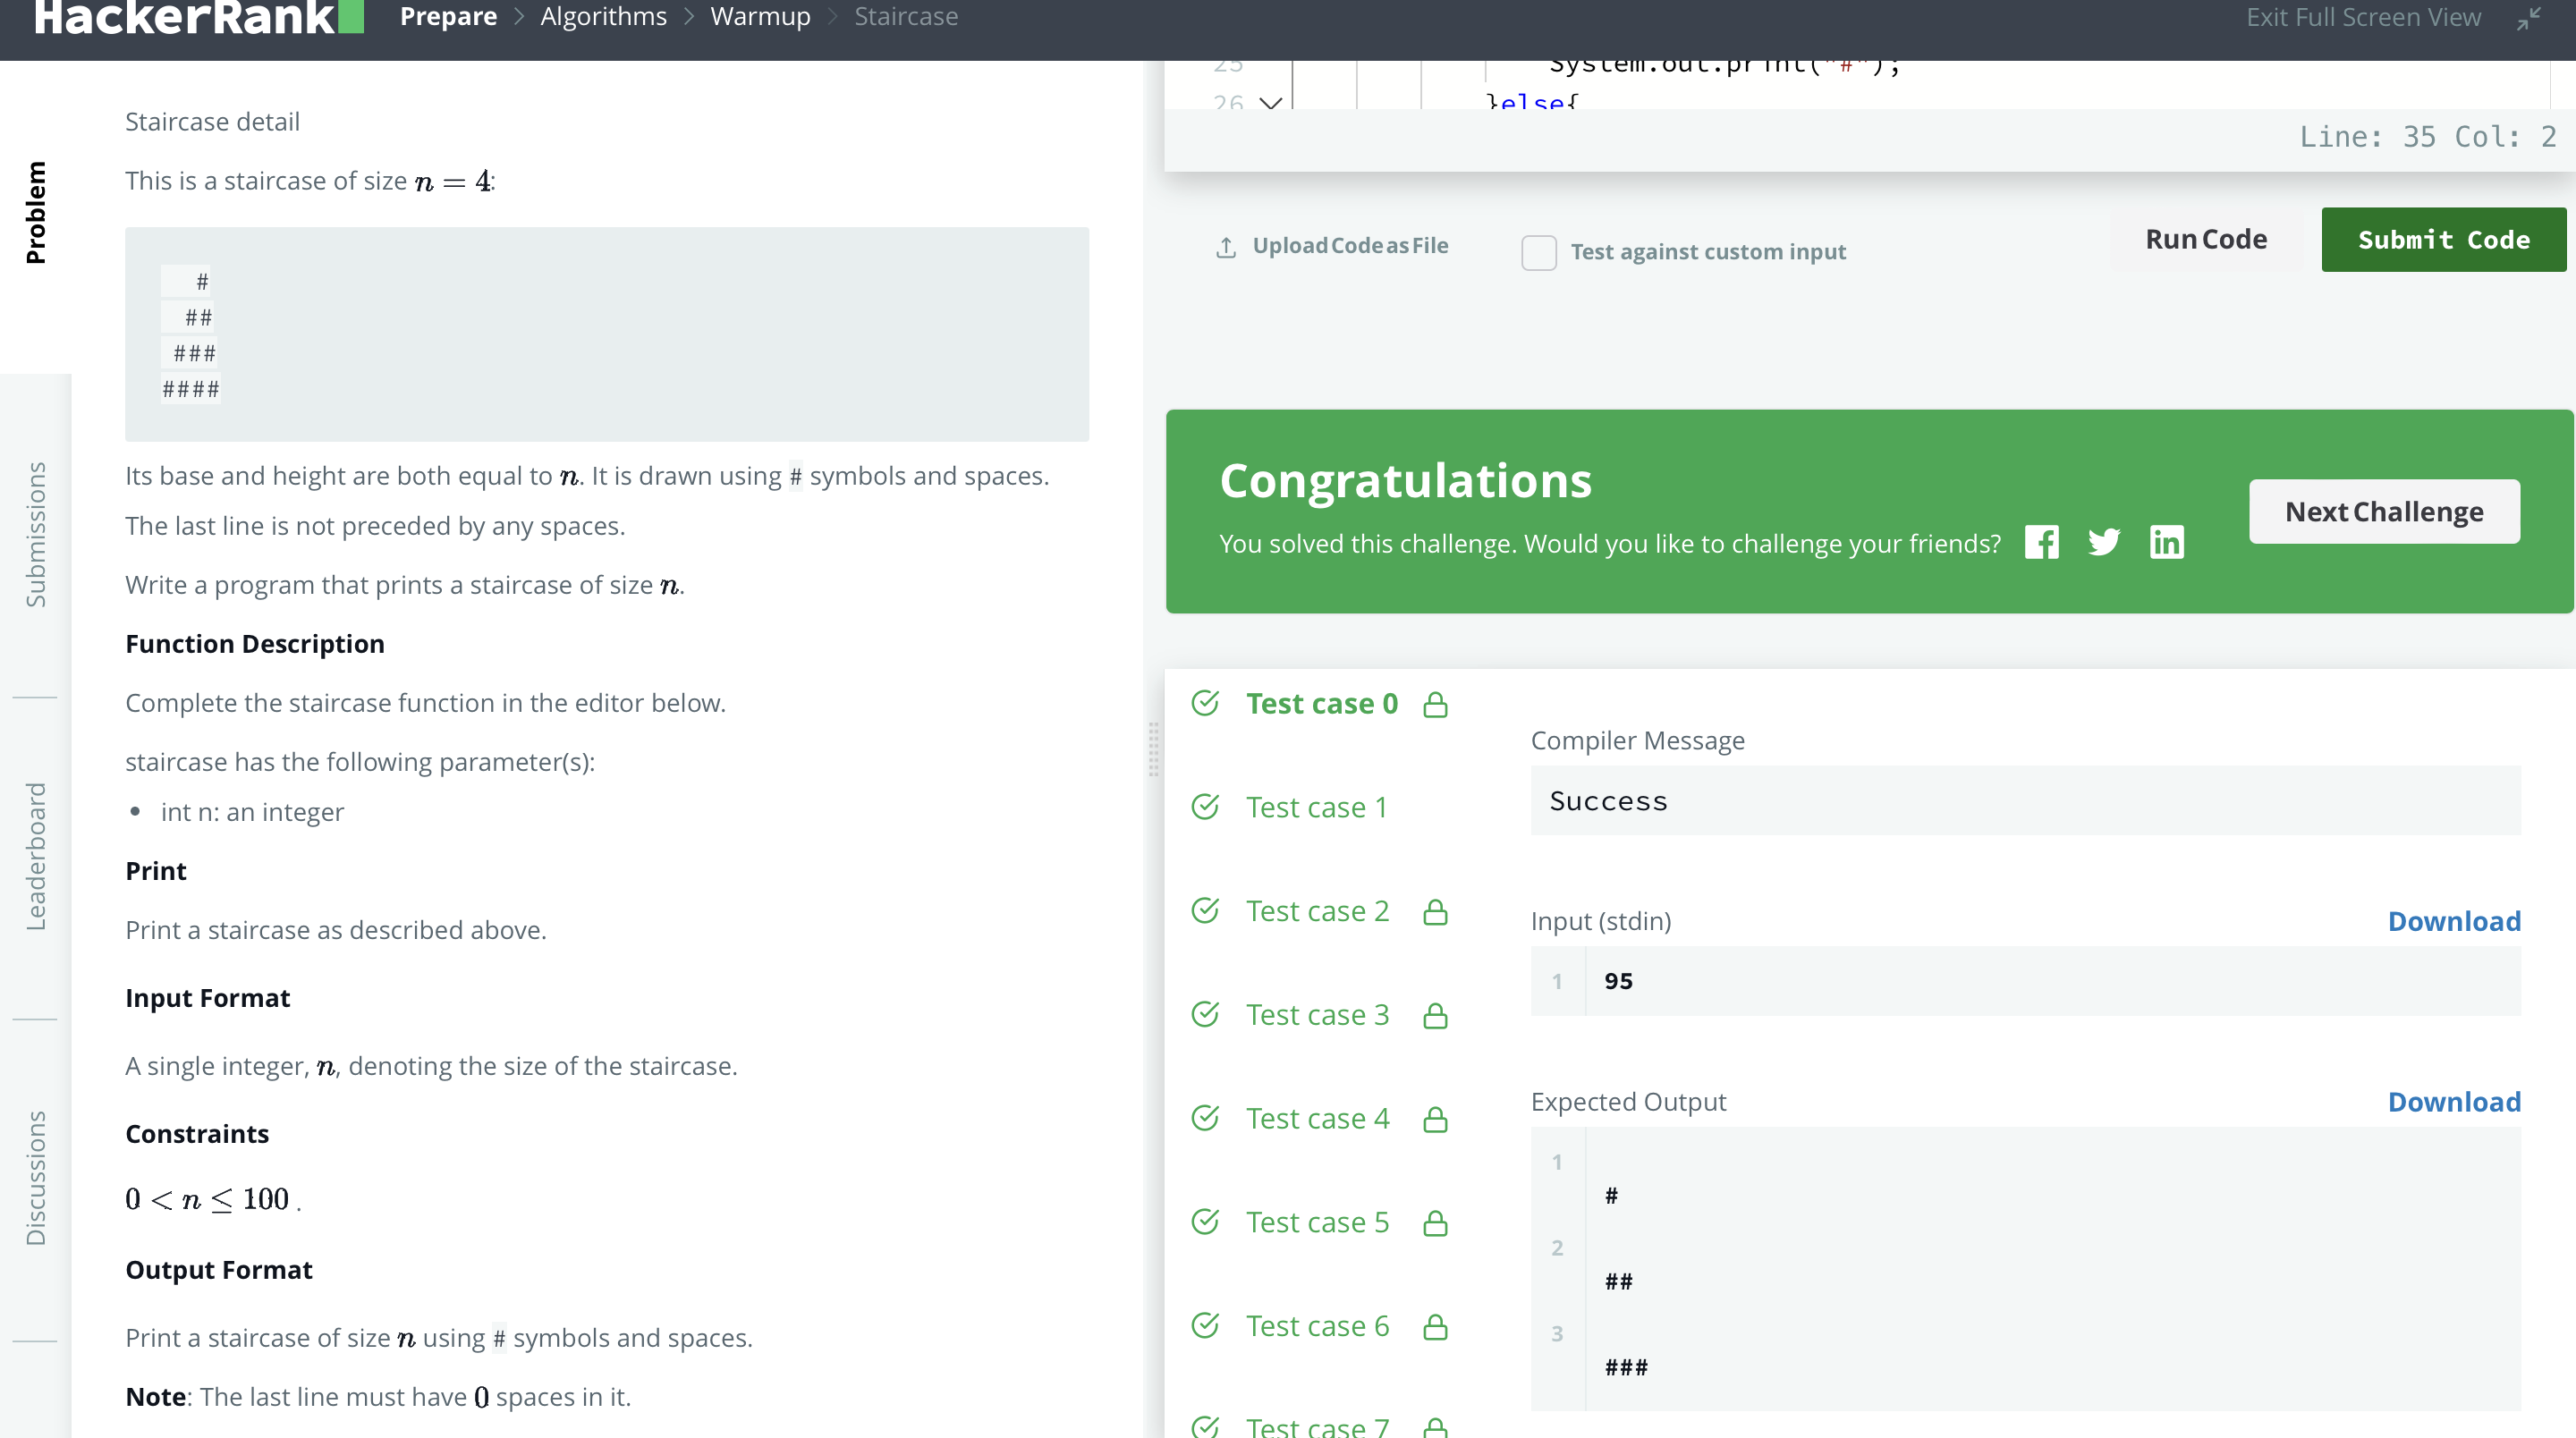 HackerRank Prepare > Algorithms > Warmup > Staircase Exit Full Screen View
Problem
Submissions
Leaderboard
Discussions
Staircase detail
This is a staircase of size n = 4:
   #
  ##
 ###
####
Its base and height are both equal to n. It is drawn using # symbols and spaces.
The last line is not preceded by any spaces.
Write a program that prints a staircase of size n.
Function Description
Complete the staircase function in the editor below.
staircase has the following parameter(s):
• int n: an integer
Print
Print a staircase as described above.
Input Format
A single integer, n, denoting the size of the staircase.
Constraints
0 < n ≤ 100 .
Output Format
Print a staircase of size n using # symbols and spaces.
Note: The last line must have 0 spaces in it.
25 System.out.print("#");
26 }else{
Line: 35 Col: 2
Upload Code as File Test against custom input Run Code Submit Code
Congratulations
You solved this challenge. Would you like to challenge your friends?
Next Challenge
Test case 0
Test case 1
Test case 2
Test case 3
Test case 4
Test case 5
Test case 6
Test case 7
Compiler Message
Success
Input (stdin) Download
1 95
Expected Output Download
1
#
2
##
3
###